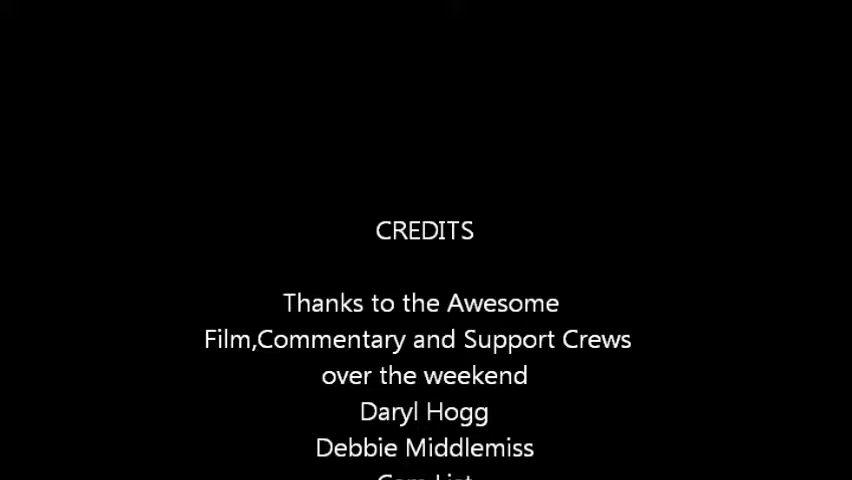 CREDITS
Thanks to the Awesome
Film,Commentary and Support Crews
over the weekend
Daryl Hogg
Debbie Middlemiss